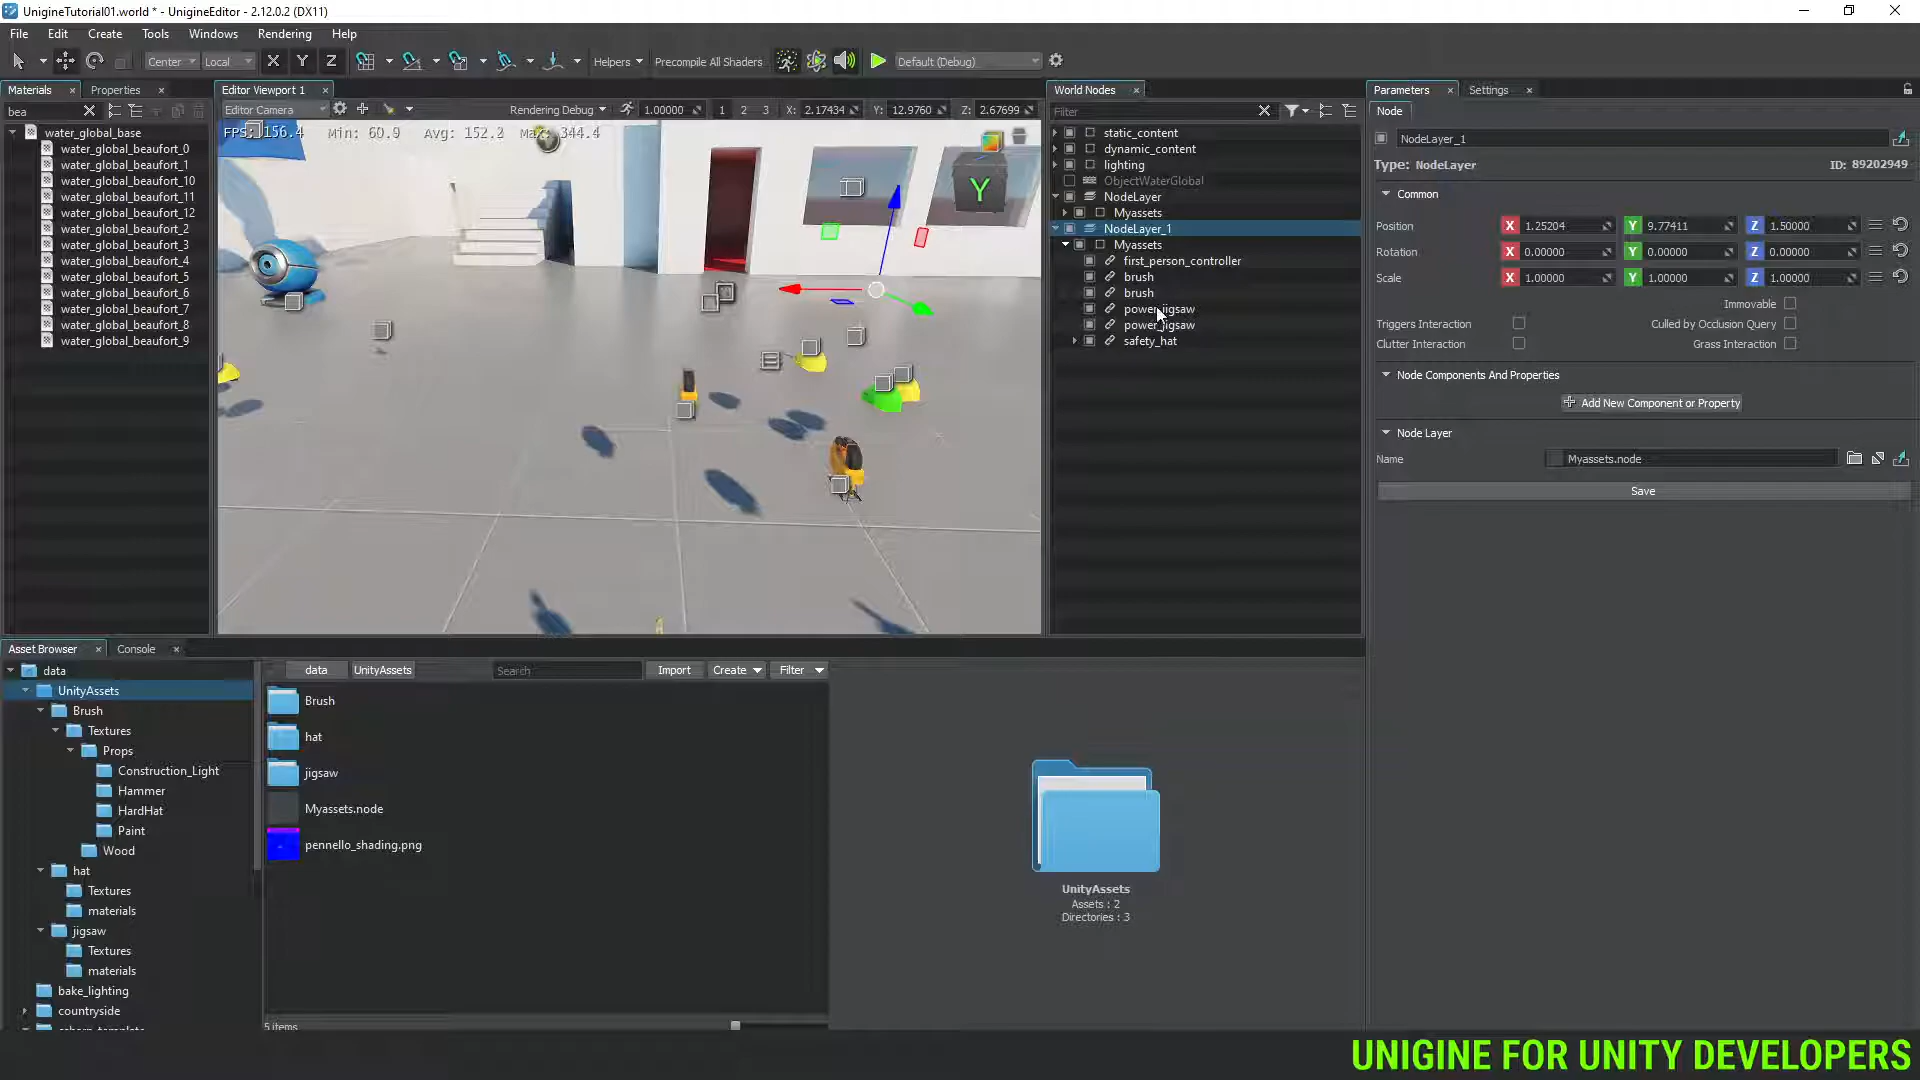 UnigineTutorial01.world * - UnigineEditor - 2.12.0.2 (DX11)
File Edit Create Tools Windows Rendering Help
Center Local X Y Z Helpers Precompile All Shaders Default (Debug)
Materials Properties
bea
water_global_base
water_global_beaufort_0
water_global_beaufort_1
water_global_beaufort_10
water_global_beaufort_11
water_global_beaufort_12
water_global_beaufort_2
water_global_beaufort_3
water_global_beaufort_4
water_global_beaufort_5
water_global_beaufort_6
water_global_beaufort_7
water_global_beaufort_8
water_global_beaufort_9
Editor Viewport 1
Editor Camera Rendering Debug 1.00000 1 2 3 X: 2.17434 Y: 12.9760 Z: 2.67699
FPS: 156.4 Min: 60.9 Avg: 152.2 Max: 344.4
Y
World Nodes
Filter
static_content
dynamic_content
lighting
ObjectWaterGlobal
NodeLayer
Myassets
NodeLayer_1
Myassets
first_person_controller
brush
brush
power_jigsaw
power_jigsaw
safety_hat
Parameters Settings
Node
NodeLayer_1
Type: NodeLayer ID: 89202949
Common
Position X 1.25204 Y 9.77411 Z 1.50000
Rotation X 0.00000 Y 0.00000 Z 0.00000
Scale X 1.00000 Y 1.00000 Z 1.00000
Immovable
Triggers Interaction Culled by Occlusion Query
Clutter Interaction Grass Interaction
Node Components And Properties
Add New Component or Property
Node Layer
Name Myassets.node
Save
Asset Browser Console
data
UnityAssets
Brush
Textures
Props
Construction_Light
Hammer
HardHat
Paint
Wood
hat
Textures
materials
jigsaw
Textures
materials
bake_lighting
countryside
data UnityAssets Search Import Create Filter
Brush
hat
jigsaw
Myassets.node
pennello_shading.png
5 items
UnityAssets
Assets : 2
Directories : 3
UNIGINE FOR UNITY DEVELOPERS